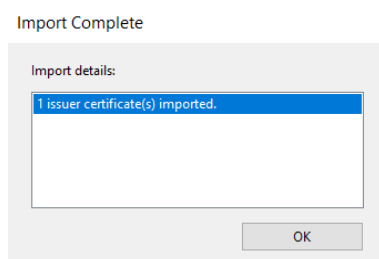 Import Complete
Import details:
1 issuer certificate(s) imported.
OK